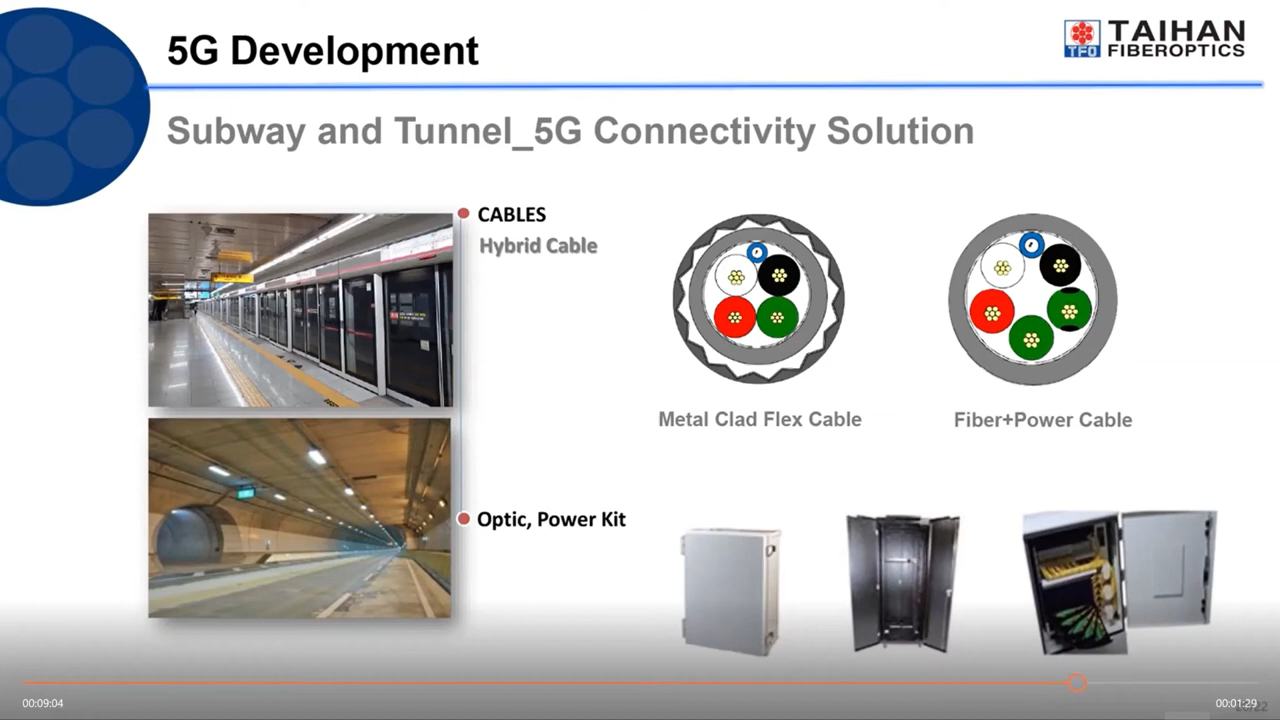 5G Development
TAIHAN
FIBEROPTICS
TFO
Subway and Tunnel_5G Connectivity Solution
CABLES
Hybrid Cable
Metal Clad Flex Cable
Fiber+Power Cable
Optic, Power Kit
00:09:04
00:01:29